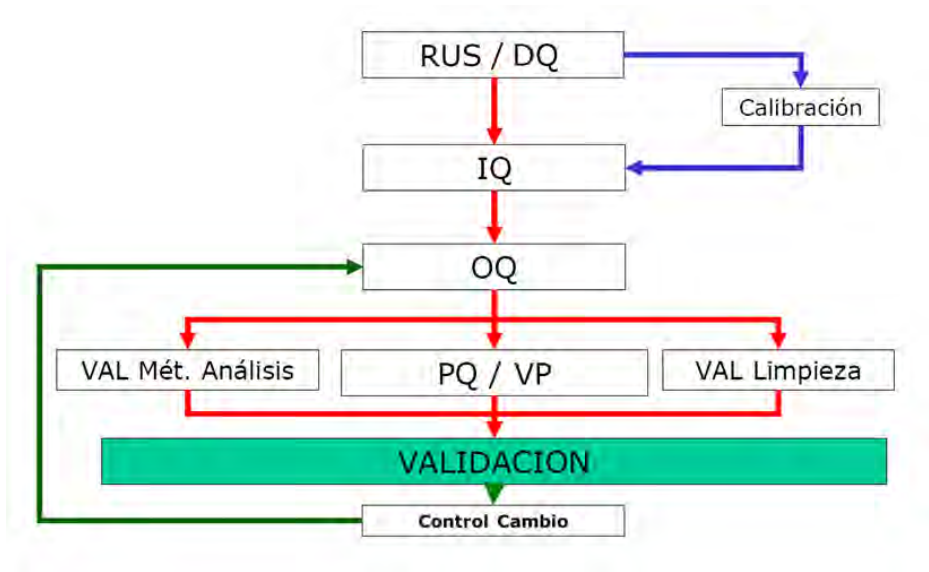 RUS / DQ
Calibración
IQ
OQ
VAL Mét. Análisis
PQ / VP
VAL Limpieza
VALIDACION
Control Cambio